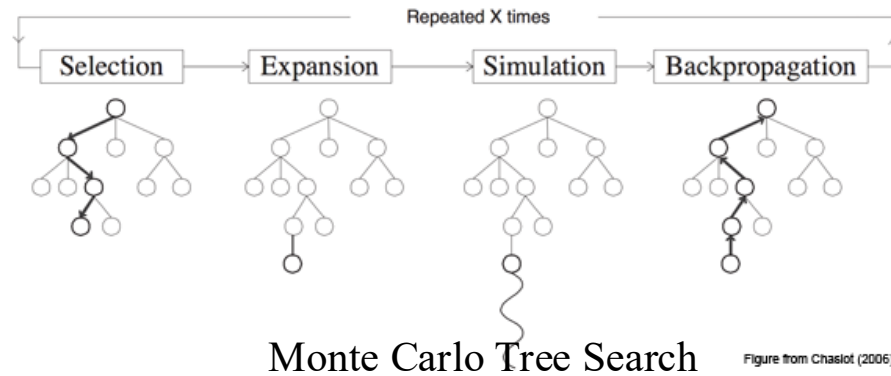 Repeated X times
Selection Expansion Simulation Backpropagation
Monte Carlo Tree Search
Figure from Chaslot (2006)